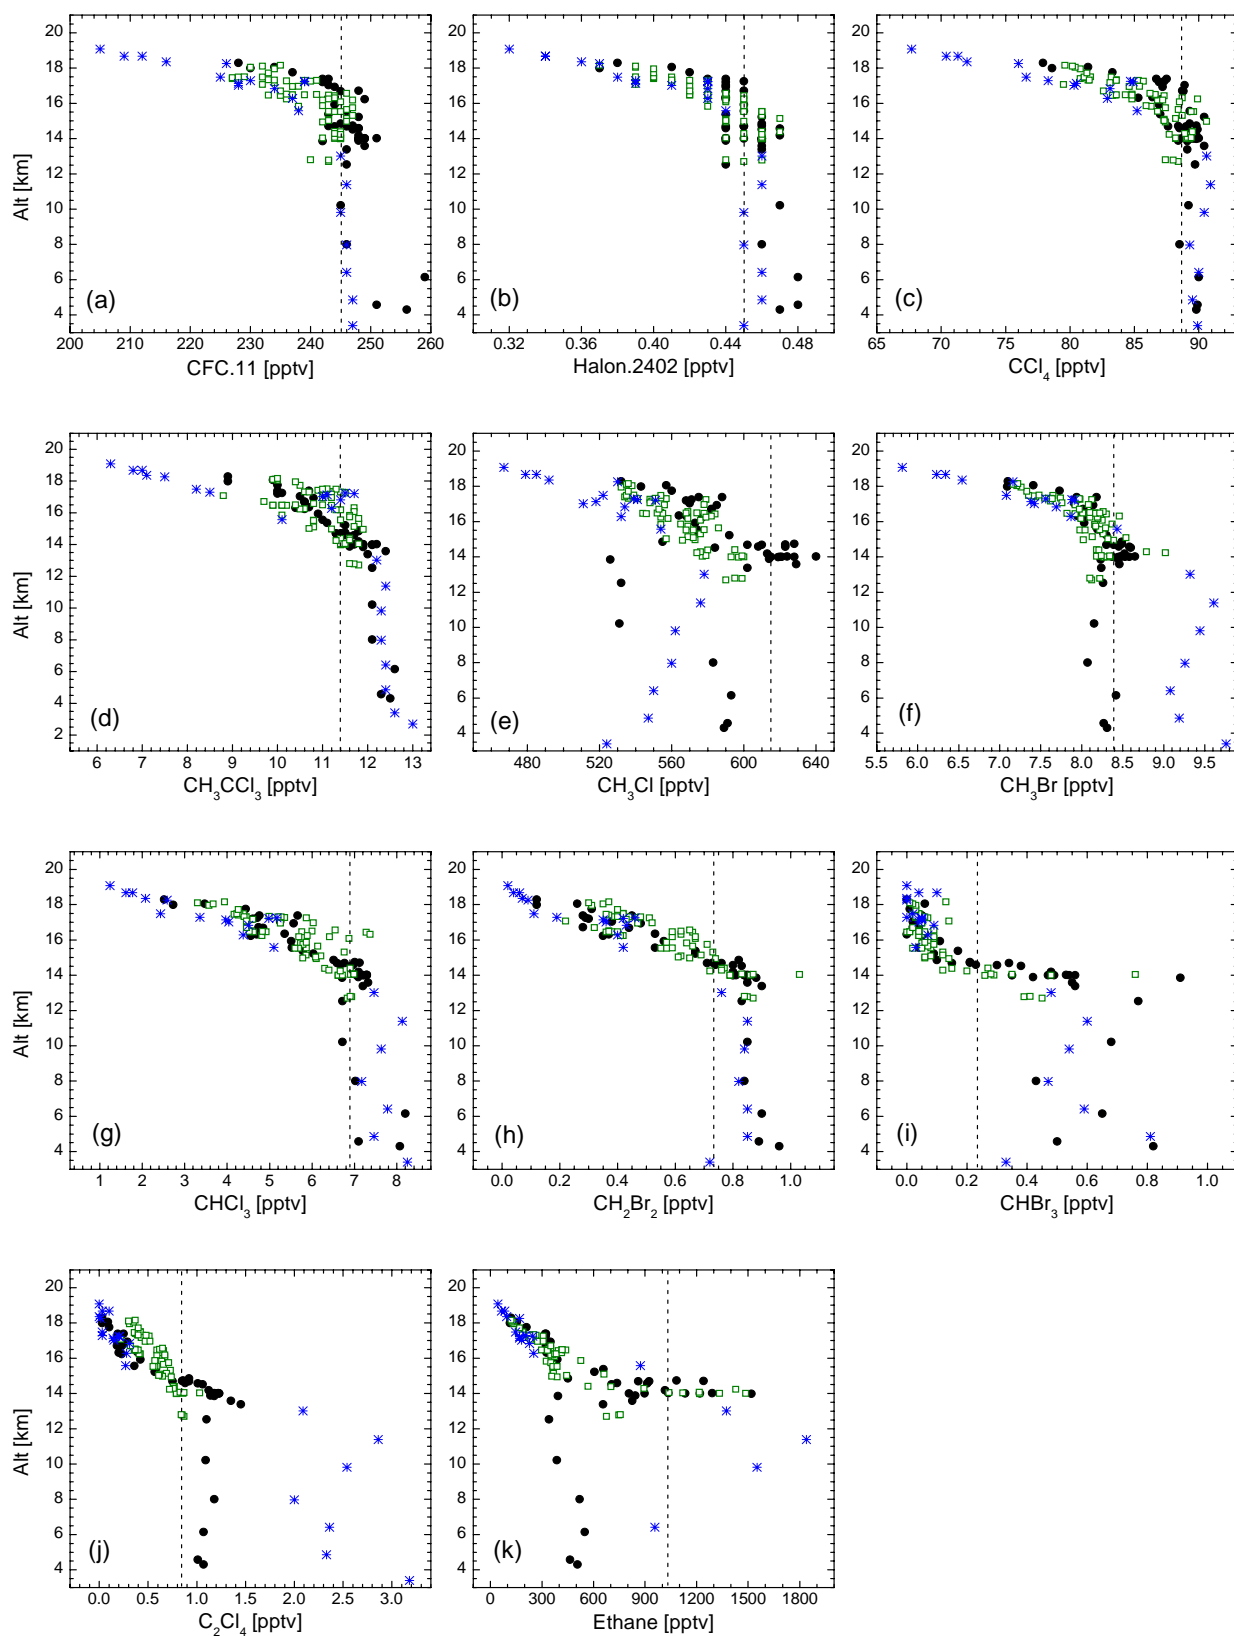 20
18
16
14
12
10
8
6
4
Alt [km]
(a)
200 210 220 230 240 250 260
CFC.11 [pptv]
20
18
16
14
12
10
8
6
4
(b)
0.32 0.36 0.40 0.44 0.48
Halon.2402 [pptv]
20
18
16
14
12
10
8
6
4
(c)
65 70 75 80 85 90
CCl₄ [pptv]
20
18
16
14
12
10
8
6
4
2
Alt [km]
(d)
6 7 8 9 10 11 12 13
CH₃CCl₃ [pptv]
20
18
16
14
12
10
8
6
4
(e)
480 520 560 600 640
CH₃Cl [pptv]
20
18
16
14
12
10
8
6
4
(f)
5.5 6.0 6.5 7.0 7.5 8.0 8.5 9.0 9.5
CH₃Br [pptv]
20
18
16
14
12
10
8
6
4
Alt [km]
(g)
1 2 3 4 5 6 7 8
CHCl₃ [pptv]
20
18
16
14
12
10
8
6
4
(h)
0.0 0.2 0.4 0.6 0.8 1.0
CH₂Br₂ [pptv]
20
18
16
14
12
10
8
6
4
(i)
0.0 0.2 0.4 0.6 0.8 1.0
CHBr₃ [pptv]
20
18
16
14
12
10
8
6
4
Alt [km]
(j)
0.0 0.5 1.0 1.5 2.0 2.5 3.0
C₂Cl₄ [pptv]
20
18
16
14
12
10
8
6
4
(k)
0 300 600 900 1200 1500 1800
Ethane [pptv]